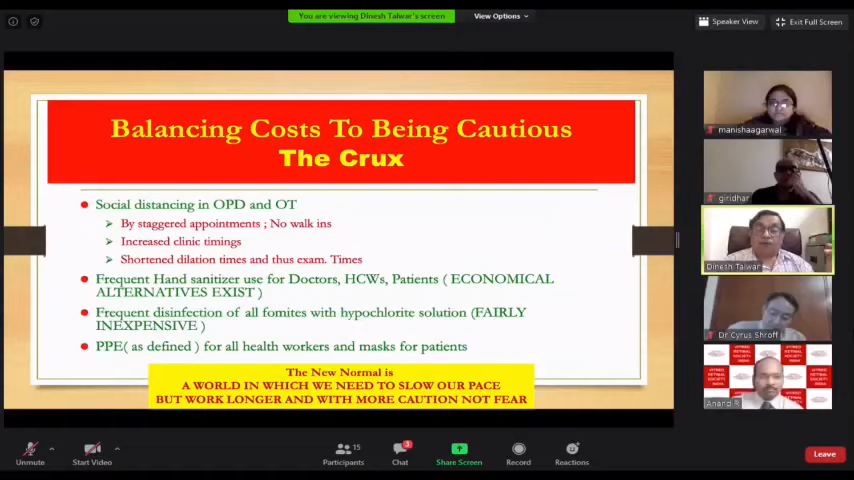 You are viewing Dinesh Talwar's screen
View Options
Speaker View
Exit Full Screen
Balancing Costs To Being Cautious
The Crux
Social distancing in OPD and OT
By staggered appointments ; No walk ins
Increased clinic timings
Shortened dilation times and thus exam. Times
Frequent Hand sanitizer use for Doctors, HCWs, Patients ( ECONOMICAL
ALTERNATIVES EXIST )
Frequent disinfection of all fomites with hypochlorite solution (FAIRLY
INEXPENSIVE )
PPE( as defined ) for all health workers and masks for patients
The New Normal is
A WORLD IN WHICH WE NEED TO SLOW OUR PACE
BUT WORK LONGER AND WITH MORE CAUTION NOT FEAR
manishaagarwal
giridhar
Dinesh Talwar
Dr Cyrus Shroff
Anand R
Unmute
Start Video
15
Participants
3
Chat
Share Screen
Record
Reactions
Leave